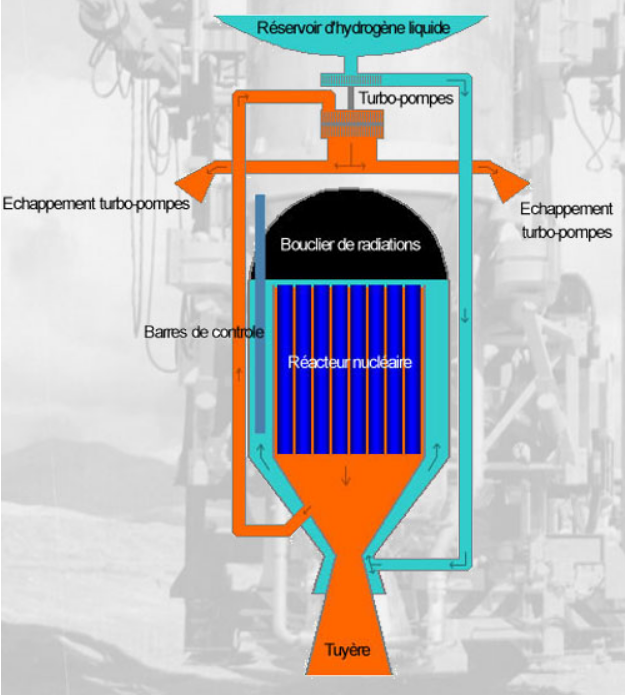 Réservoir d'hydrogène liquide
Turbo-pompes
Echappement turbo-pompes
Echappement
turbo-pompes
Bouclier de radiations
Barres de controle
Réacteur nucléaire
Tuyère